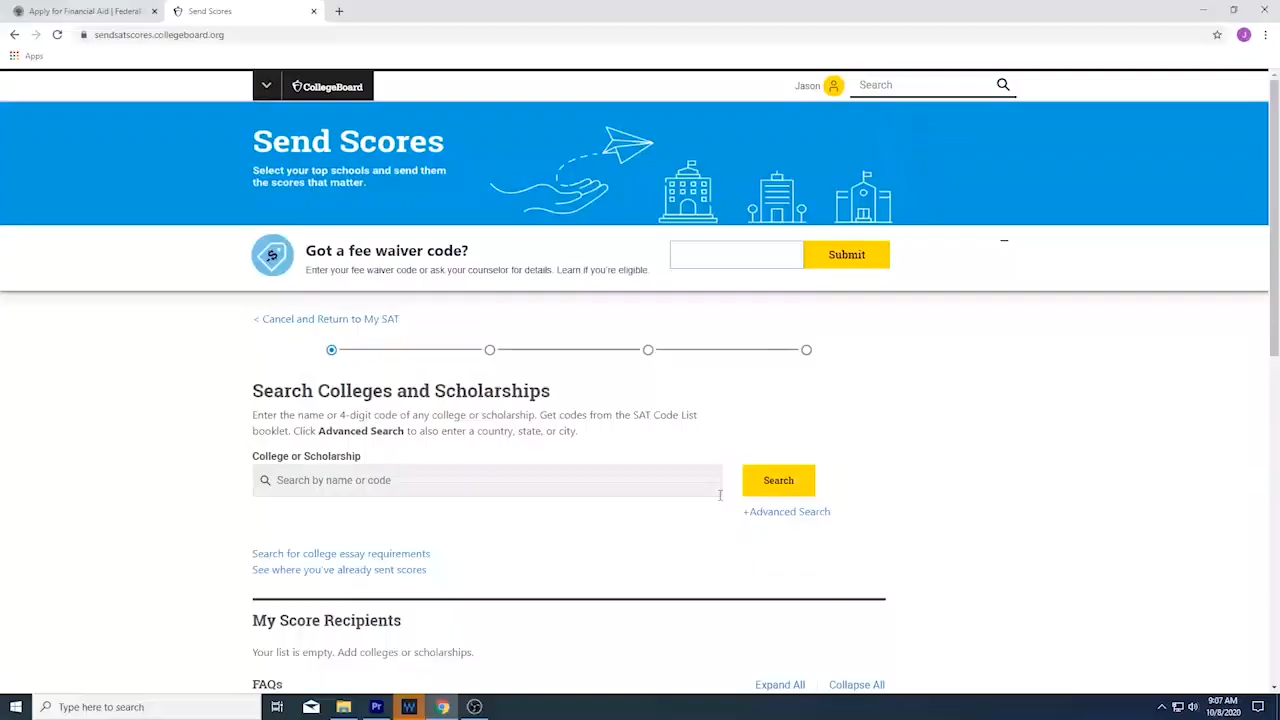 Apply for Financial Aid | Federal
Send Scores
sendsatscores.collegeboard.org
J
Apps
CollegeBoard
Jason
Search
Send Scores
Select your top schools and send them
the scores that matter.
$
Got a fee waiver code?
Enter your fee waiver code or ask your counselor for details. Learn if you're eligible.
Submit
< Cancel and Return to My SAT
Search Colleges and Scholarships
Enter the name or 4-digit code of any college or scholarship. Get codes from the SAT Code List
booklet. Click Advanced Search to also enter a country, state, or city.
College or Scholarship
Search by name or code
Search
+Advanced Search
Search for college essay requirements
See where you've already sent scores
My Score Recipients
Your list is empty. Add colleges or scholarships.
FAQs
Expand All
Collapse All
Type here to search
Pr
W
9:07 AM
10/8/2020